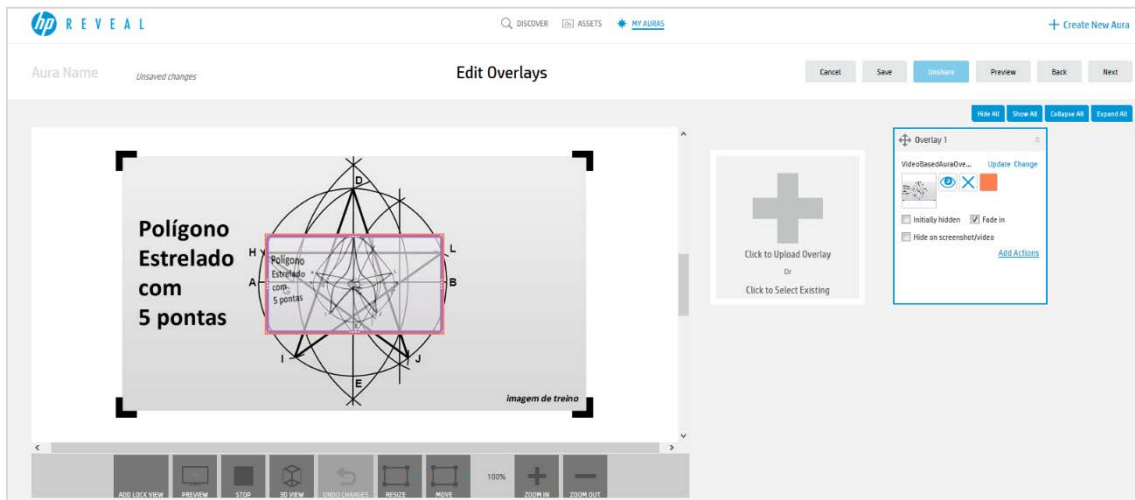 hp REVEAL
DISCOVER ASSETS MY AURAS
+ Create New Aura
Aura Name Unsaved changes
Edit Overlays
Cancel Save Unshare Preview Back Next
Hide All Show All Collapse All Expand All
Polígono
Estrelado
com
5 pontas
D
H L
A B
I J
E
Polígono
Estrelado
com
5 pontas
imagem de treino
Click to Upload Overlay
Or
Click to Select Existing
Overlay 1
VideoBasedAuraOve... Update Change
Initially hidden Fade in
Hide on screenshot/video
Add Actions
ADD LOCK VIEW PREVIEW STOP 3D VIEW UNDO CHANGES RESIZE MOVE 100% ZOOM IN ZOOM OUT